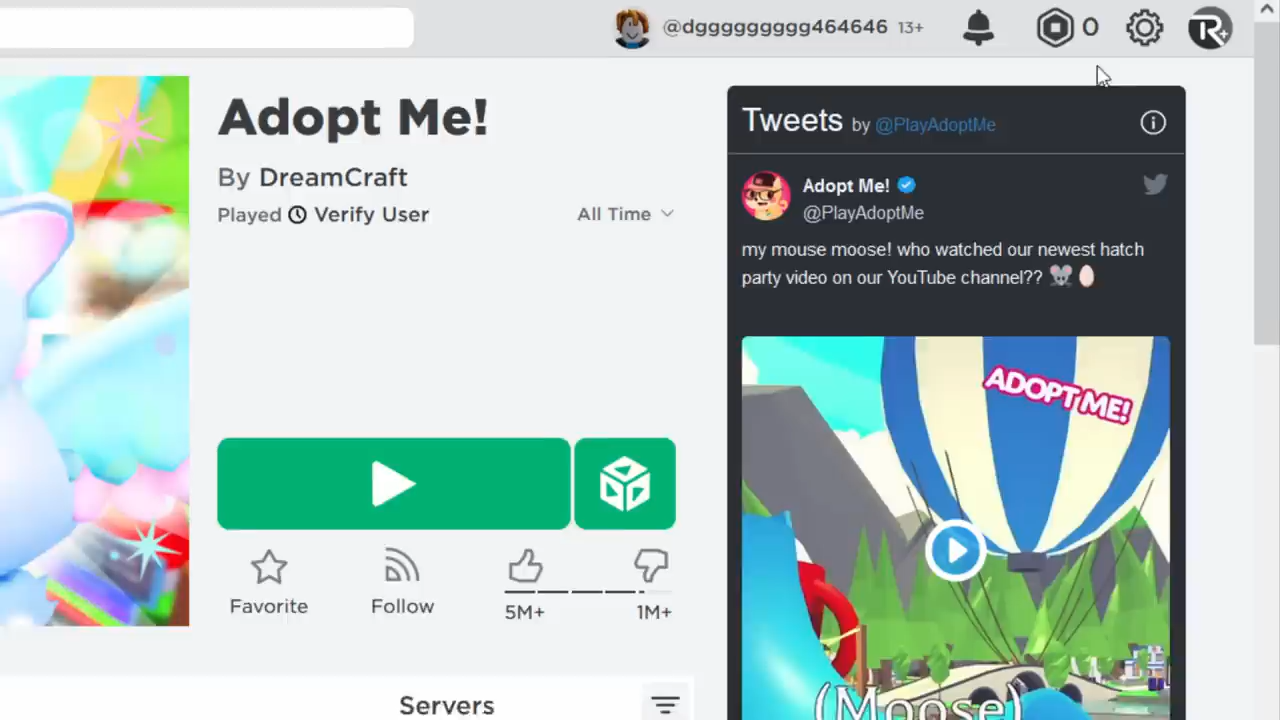 @dggggggggg464646 13+ 0
Adopt Me!
By DreamCraft
Played Verify User
All Time
5M+
1M+
Favorite
Follow
Servers
Tweets by @PlayAdoptMe
Adopt Me!
@PlayAdoptMe
my mouse moose! who watched our newest hatch
party video on our YouTube channel??
ADOPT ME!
(Moose)